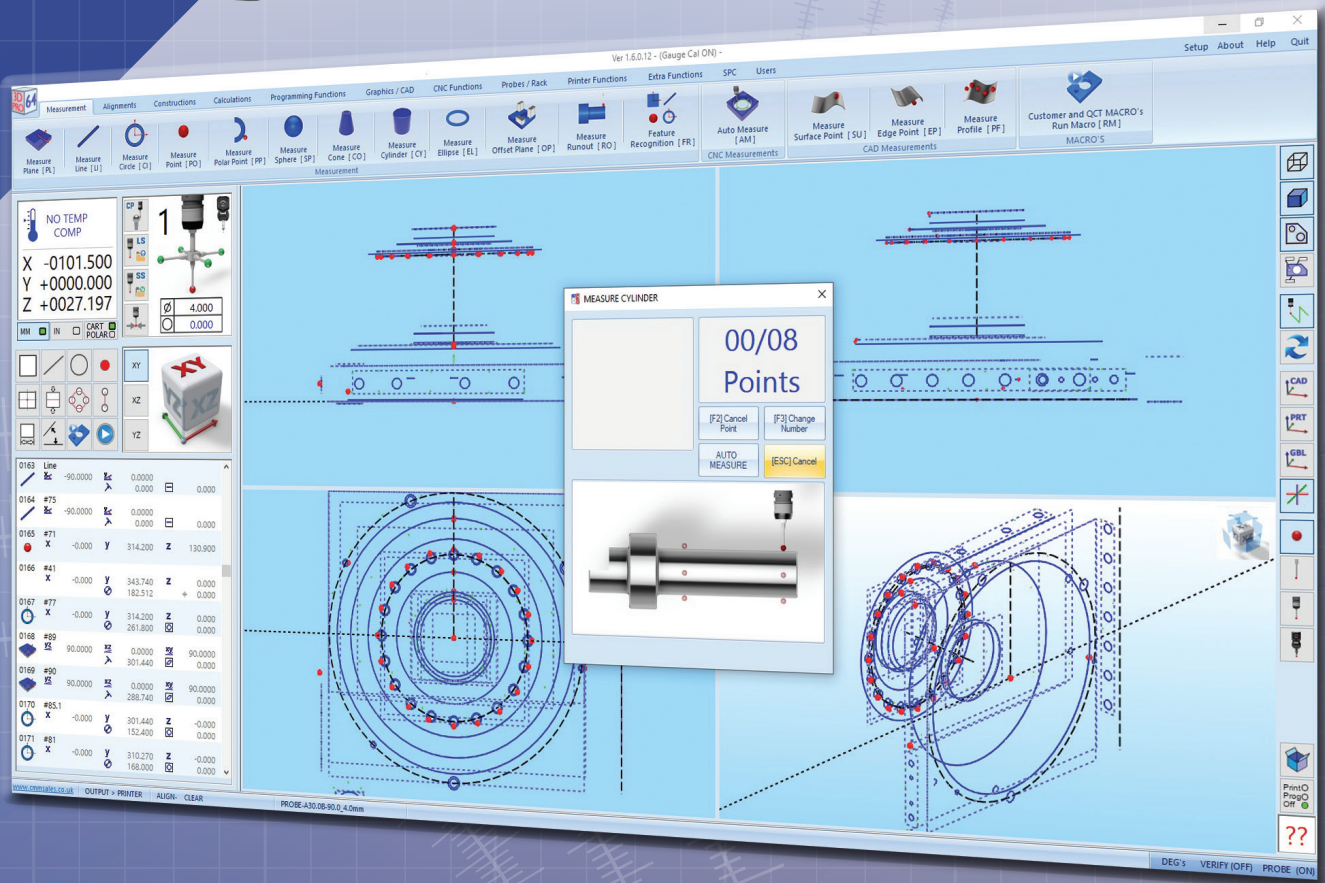 Ver 1.6.0.12 - (Gauge Cal ON) -
Setup About Help Quit
3D PRO 64
Measurement Alignments Constructions Calculations Programming Functions Graphics / CAD CNC Functions Probes / Rack Printer Functions Extra Functions SPC Users
Measure Plane [PL]
Measure Line [LI]
Measure Circle [CI]
Measure Point [PO]
Measure Polar Point [PP]
Measure Sphere [SP]
Measure Cone [CO]
Measure Cylinder [CY]
Measure Ellipse [EL]
Measure Offset Plane [OP]
Measure Runout [RO]
Feature Recognition [FR]
Auto Measure [AM]
Measure Surface Point [SU]
Measure Edge Point [EP]
Measure Profile [PF]
Customer and QCT MACRO's Run Macro [RM]
Measurement
CNC Measurements
CAD Measurements
MACRO'S
NO TEMP
COMP
X -0101.500
Y +0000.000
Z +0027.197
MM IN CART
POLAR
CP
LS
SS
1
Ø 4.000
0.000
XY
XZ
YZ
XY
XZ
0163 Line
-90.0000 0.0000
0.000 0.000
0164 #75
-90.0000 0.0000
0.000 0.000
0165 #71
X -0.000 y 314.200 z 130.900
0166 #41
X -0.000 y 343.740 z 0.000
182.512 0.000
0167 #77
X -0.000 y 314.200 z 0.000
261.800 0.000
0168 #89
YZ 90.0000 XZ 0.0000 XY 90.0000
301.440 0.000
0169 #90
YZ 90.0000 XZ 0.0000 XY 90.0000
288.740 0.000
0170 #85.1
X -0.000 y 301.440 z -0.000
152.400 0.000
0171 #81
X -0.000 y 310.270 z -0.000
168.000 0.000
MEASURE CYLINDER
00/08
Points
[F2] Cancel Point
[F3] Change Number
AUTO MEASURE
[ESC] Cancel
CAD
PRT
GBL
Print
Prog
Off
??
www.cmmsales.co.uk OUTPUT > PRINTER ALIGN- CLEAR PROBE-A30.0B-90.0_4.0mm
DEG's VERIFY (OFF) PROBE (ON)